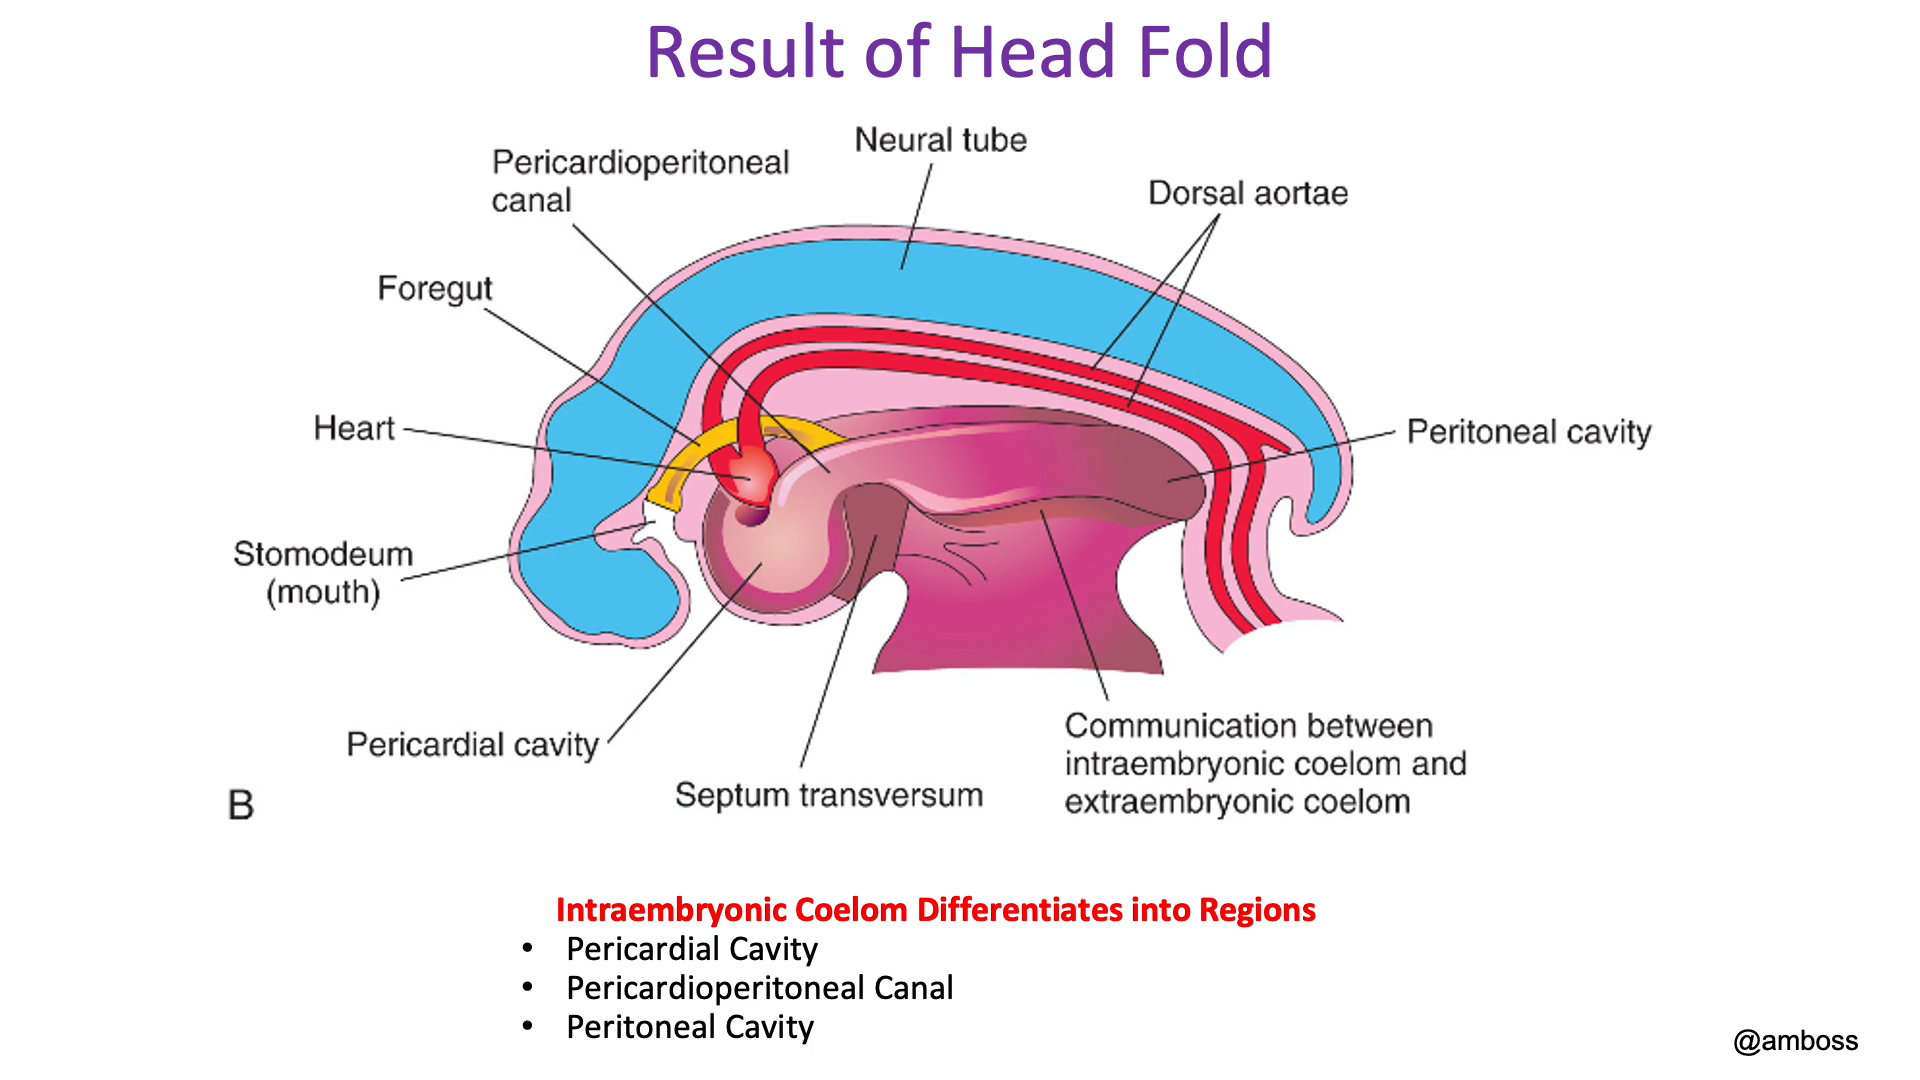 Result of Head Fold
Neural tube
Pericardioperitoneal
canal
Dorsal aortae
Foregut
Heart
Peritoneal cavity
Stomodeum
(mouth)
Pericardial cavity
Septum transversum
Communication between
intraembryonic coelom and
extraembryonic coelom
B
Intraembryonic Coelom Differentiates into Regions
• Pericardial Cavity
• Pericardioperitoneal Canal
• Peritoneal Cavity
@amboss